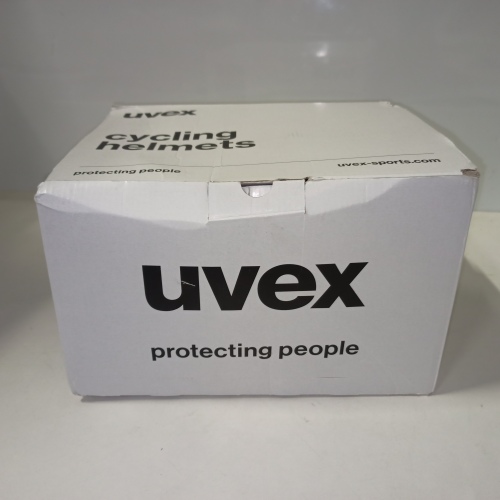 uvex
cycling
helmets
protecting people
uvex-sports.com
uvex
protecting people